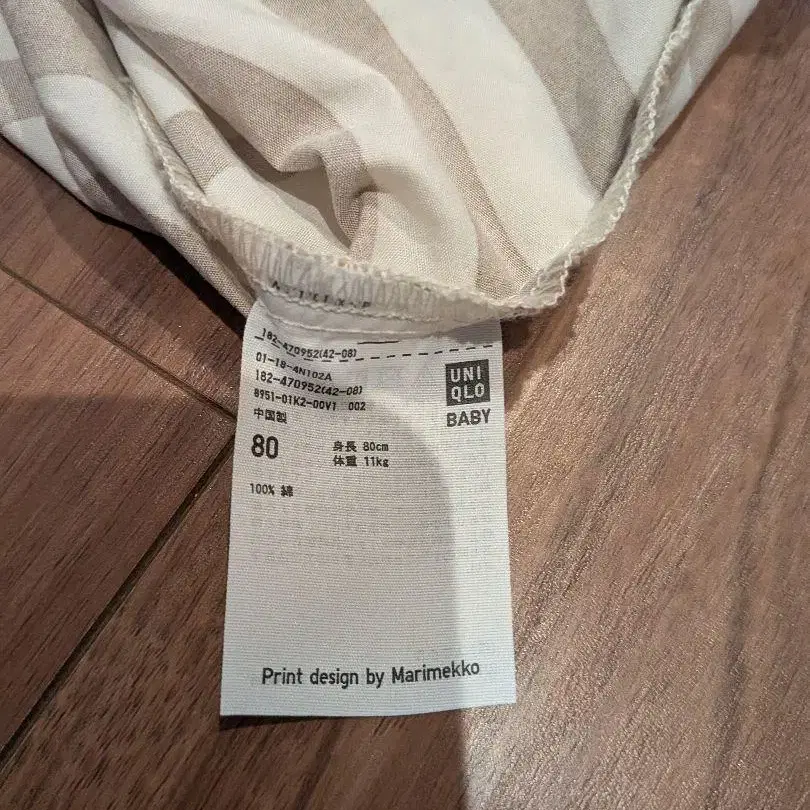 182-470952(42-08)
01-18-4N102A
182-470952(42-08)
8951-01K2-00V1 002
中国製
UNI
QLO
BABY
80
身長 80cm
体重 11kg
100% 綿
Print design by Marimekko